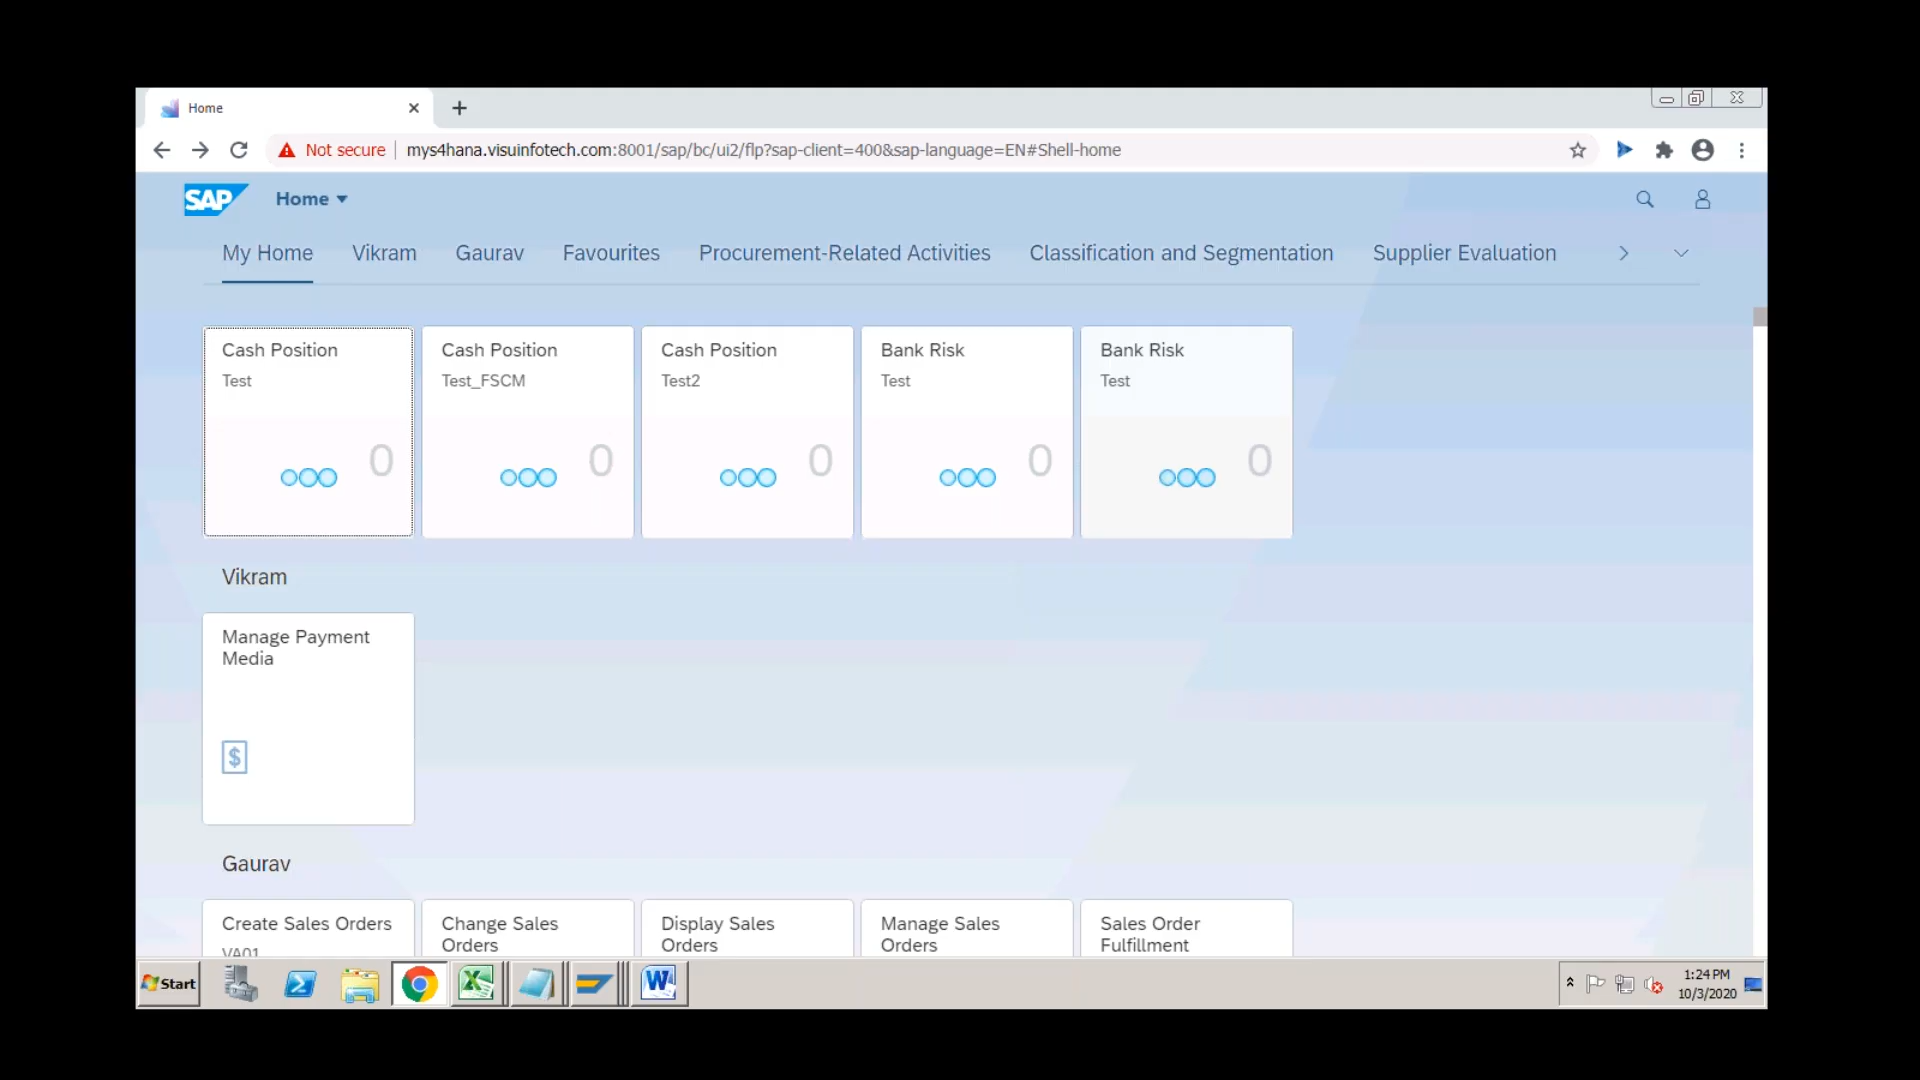 Home
Not secure
mys4hana.visuinfotech.com:8001/sap/bc/ui2/flp?sap-client=400&sap-language=EN#Shell-home
SAP Home
My Home Vikram Gaurav Favourites Procurement-Related Activities Classification and Segmentation Supplier Evaluation
Cash Position Cash Position Cash Position Bank Risk Bank Risk
Test Test_FSCM Test2 Test Test
0 0 0 0 0
Vikram
Manage Payment
Media
$
Gaurav
Create Sales Orders Change Sales Display Sales Manage Sales Sales Order
Orders Orders Orders Fulfillment
VA01
Start
1:24 PM
10/3/2020